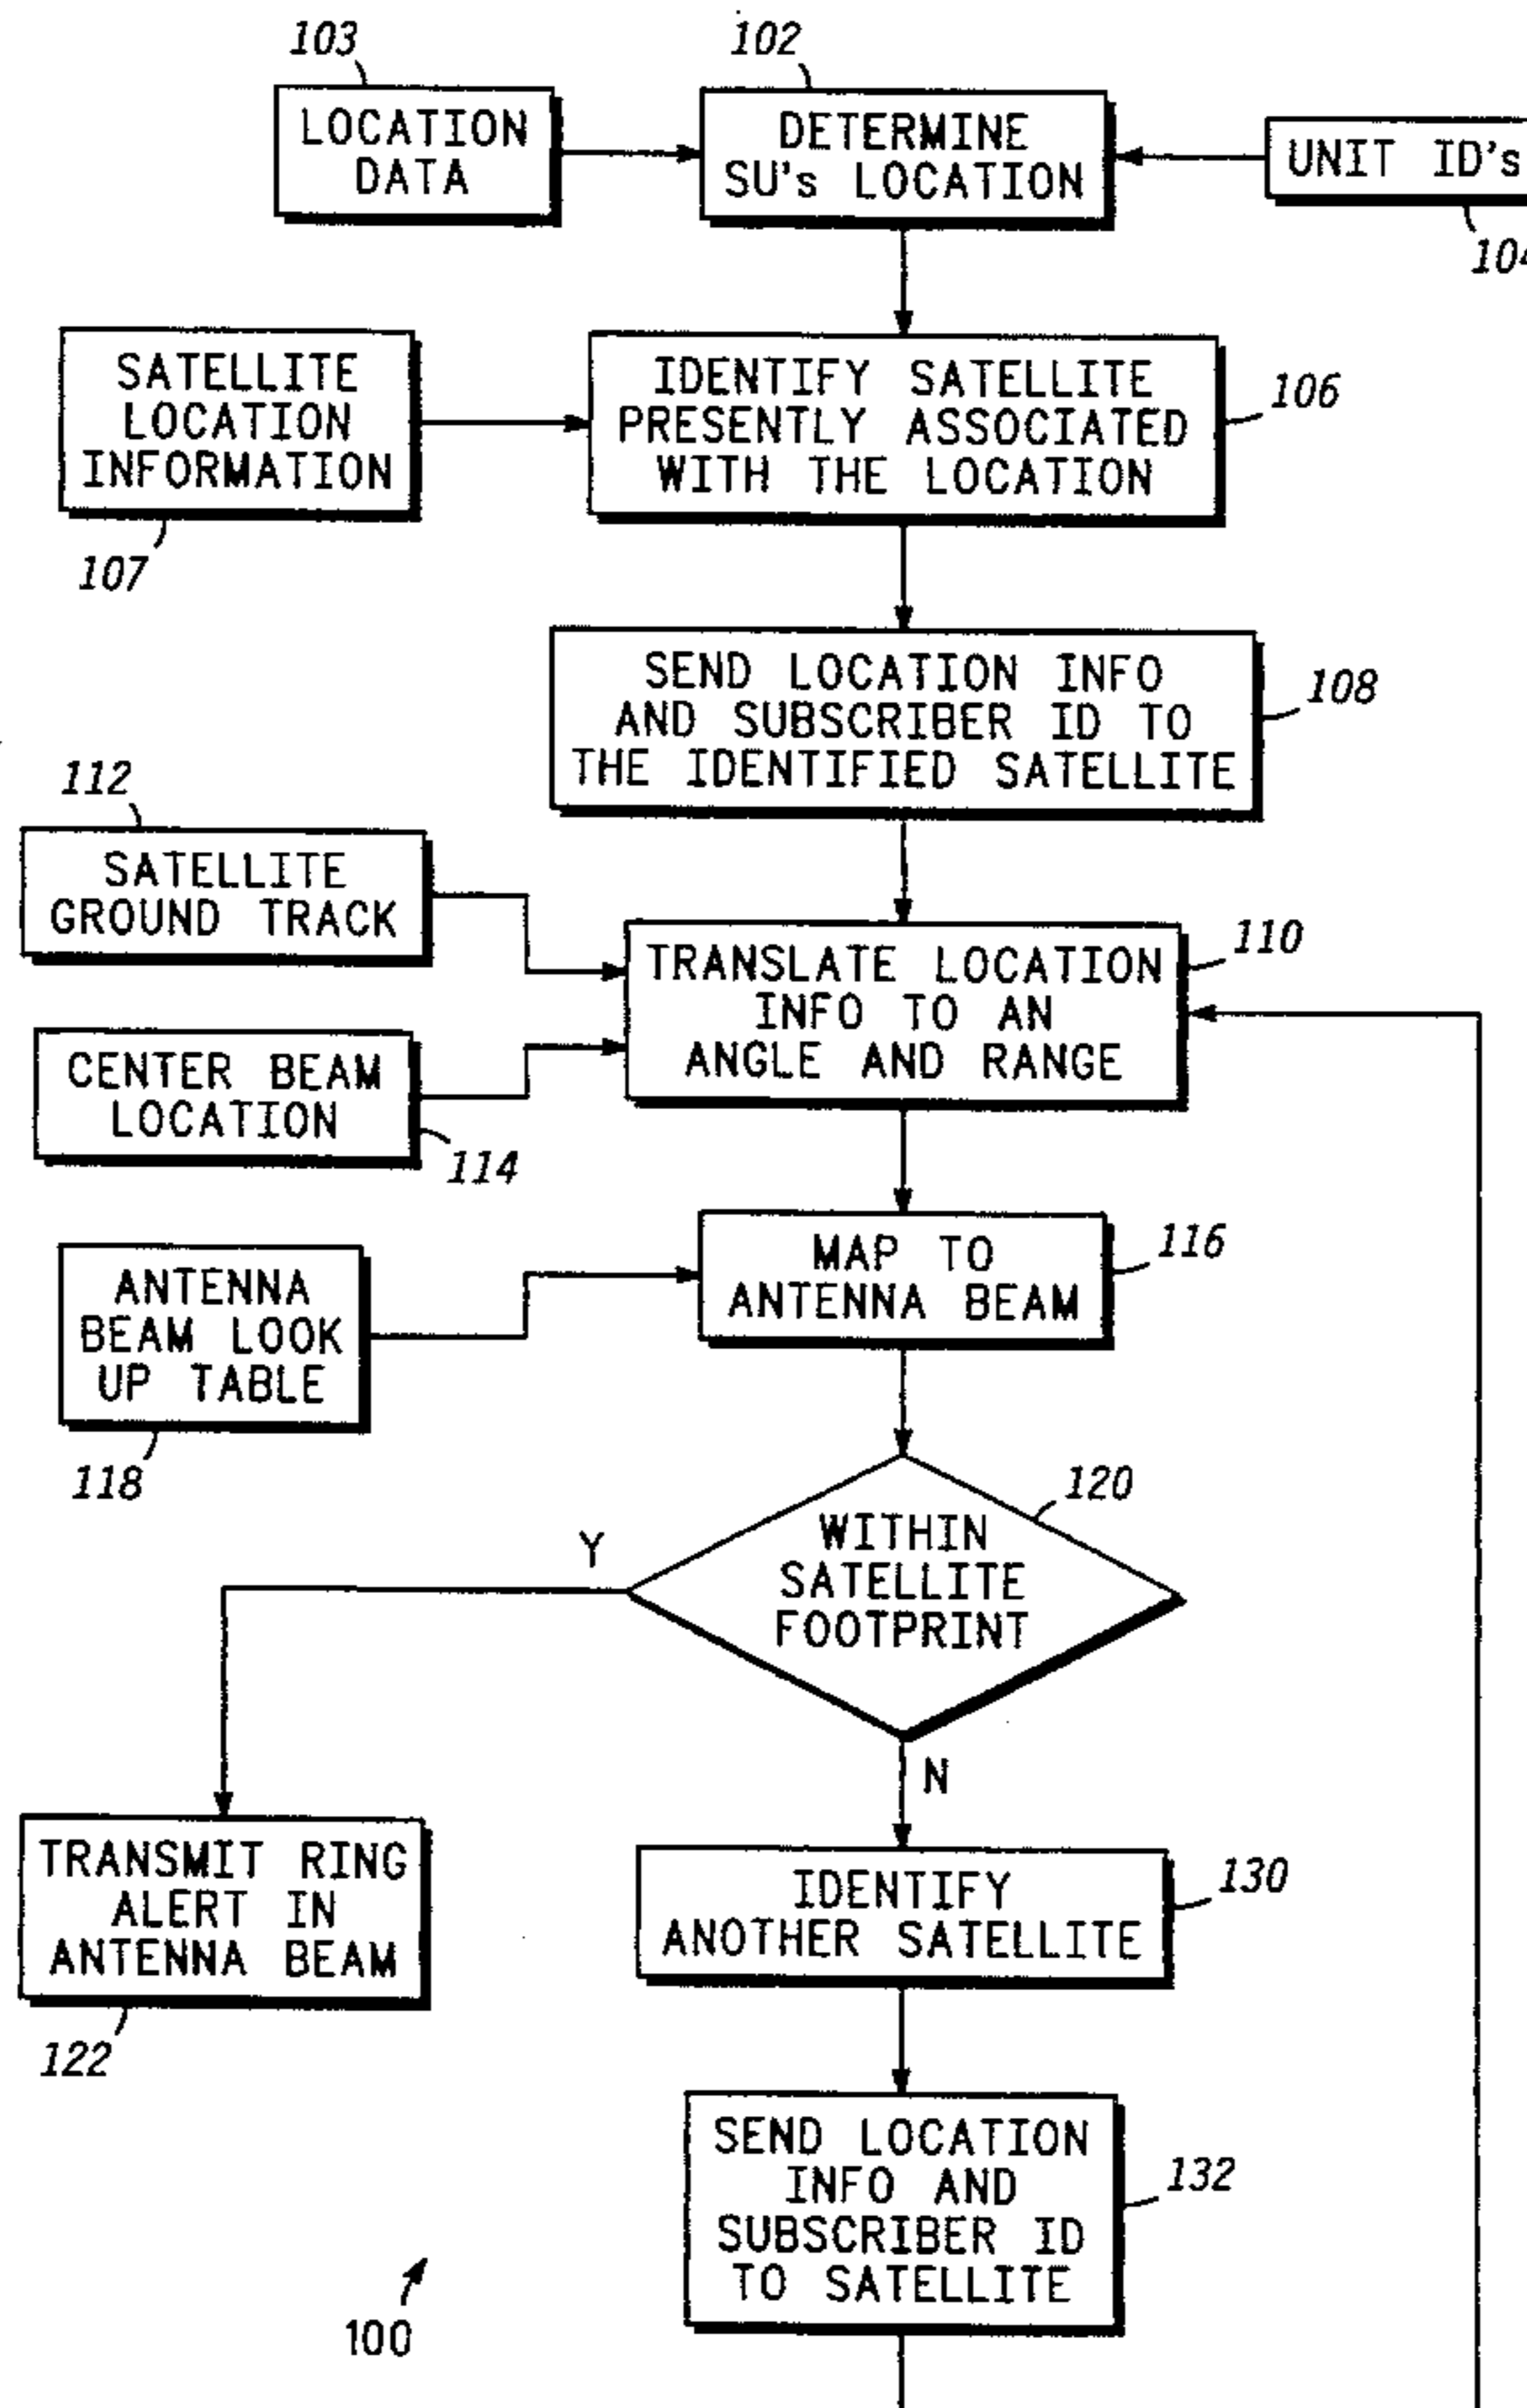 103
LOCATION
DATA
102
DETERMINE
SU's LOCATION
UNIT ID's
SATELLITE
LOCATION
INFORMATION
107
IDENTIFY SATELLITE
PRESENTLY ASSOCIATED
WITH THE LOCATION
106
SEND LOCATION INFO
AND SUBSCRIBER ID TO
THE IDENTIFIED SATELLITE
108
112
SATELLITE
GROUND TRACK
TRANSLATE LOCATION
INFO TO AN
ANGLE AND RANGE
110
CENTER BEAM
LOCATION
114
MAP TO
ANTENNA BEAM
116
ANTENNA
BEAM LOOK
UP TABLE
118
WITHIN
SATELLITE
FOOTPRINT
120
Y
N
TRANSMIT RING
ALERT IN
ANTENNA BEAM
122
IDENTIFY
ANOTHER SATELLITE
130
SEND LOCATION
INFO AND
SUBSCRIBER ID
TO SATELLITE
132
100